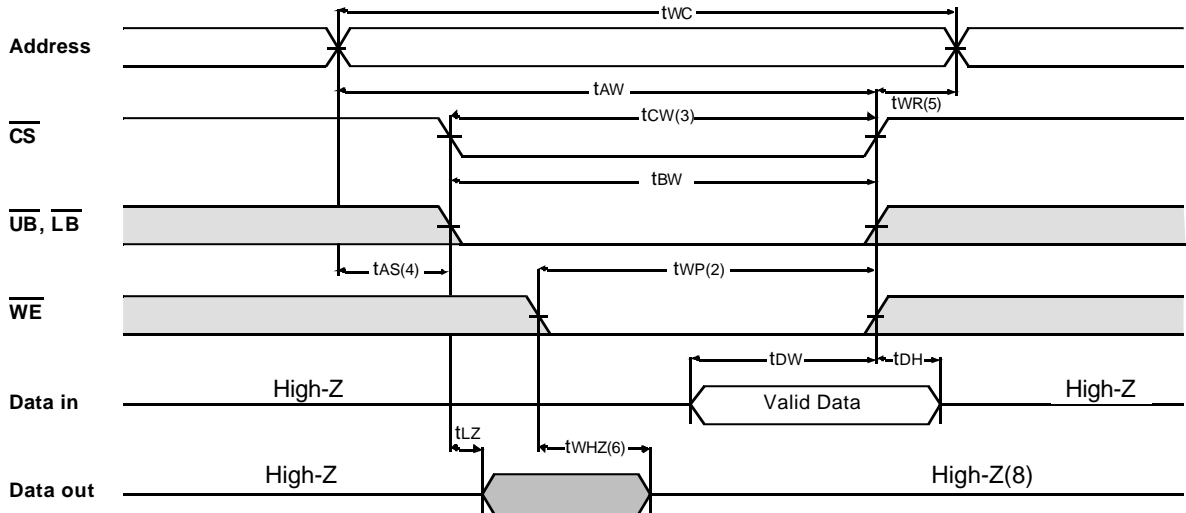 tWC
Address
tAW
tWR(5)
tCW(3)
CS
tBW
UB, LB
tAS(4)
tWP(2)
WE
tDW
tDH
High-Z
Valid Data
High-Z
Data in
tLZ
tWHZ(6)
High-Z
High-Z(8)
Data out